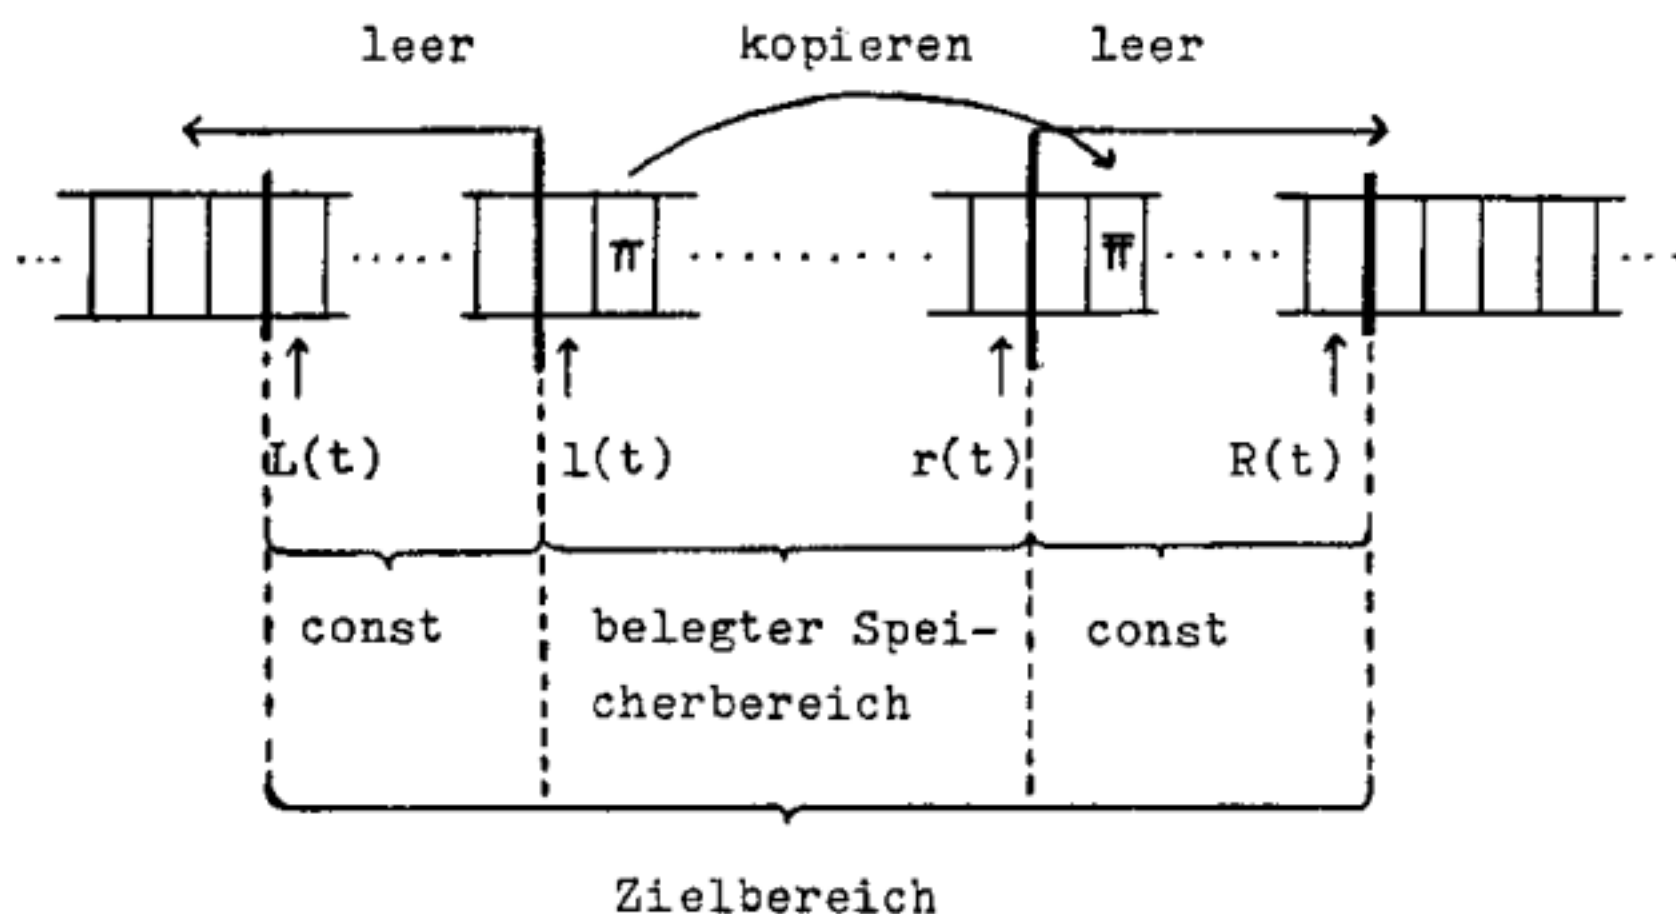 leer kopieren leer
π π̿
L(t) l(t) r(t) R(t)
const belegter Spei- const
cherbereich
Zielbereich